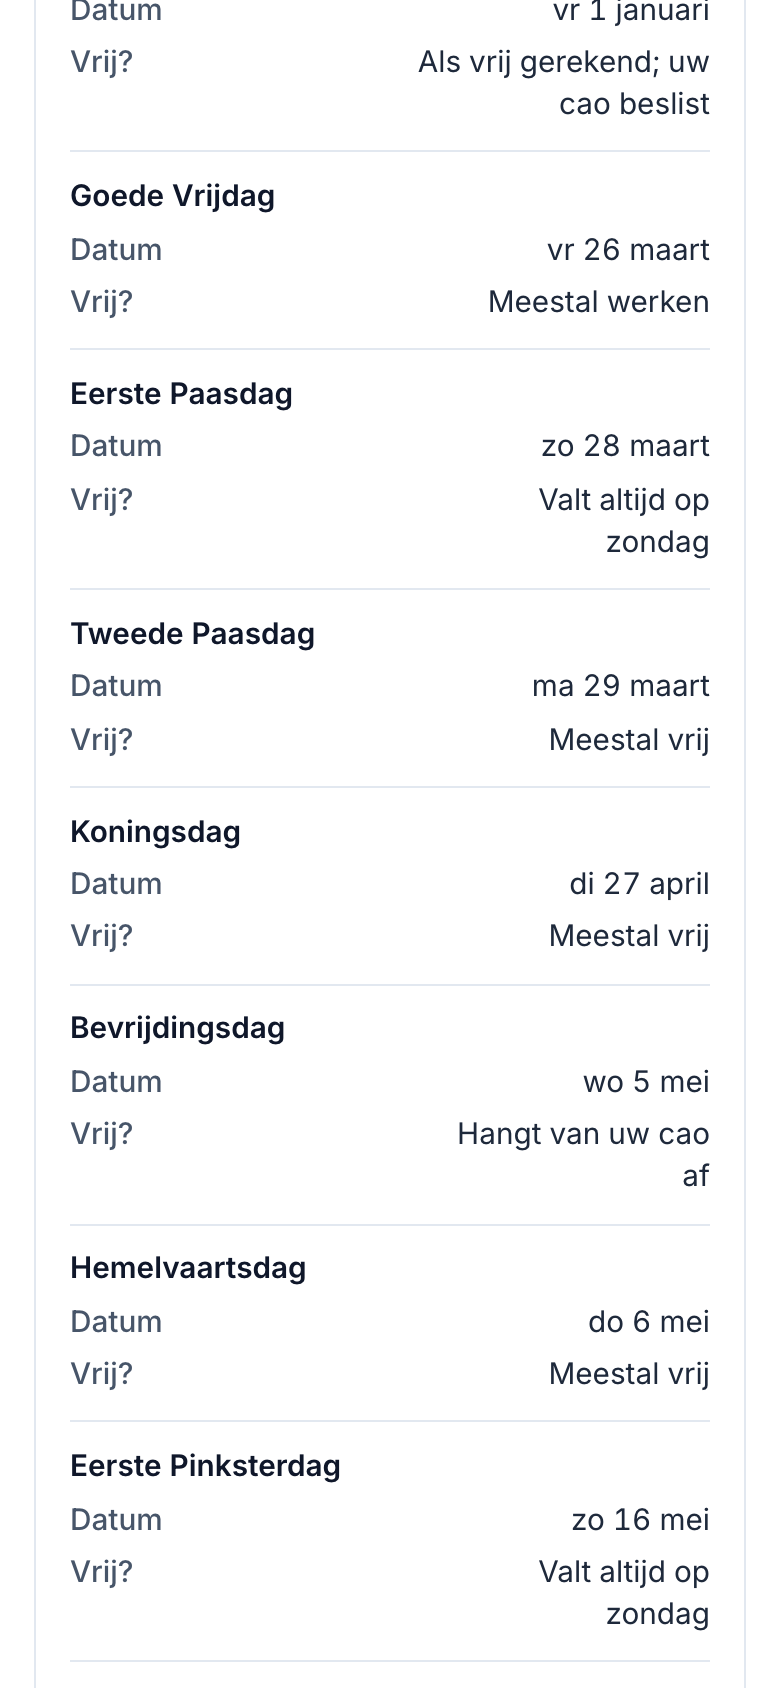 Datum
vr 1 januari
Vrij?
Als vrij gerekend; uw
cao beslist
Goede Vrijdag
Datum
vr 26 maart
Vrij?
Meestal werken
Eerste Paasdag
Datum
zo 28 maart
Vrij?
Valt altijd op
zondag
Tweede Paasdag
Datum
ma 29 maart
Vrij?
Meestal vrij
Koningsdag
Datum
di 27 april
Vrij?
Meestal vrij
Bevrijdingsdag
Datum
wo 5 mei
Vrij?
Hangt van uw cao
af
Hemelvaartsdag
Datum
do 6 mei
Vrij?
Meestal vrij
Eerste Pinksterdag
Datum
zo 16 mei
Vrij?
Valt altijd op
zondag